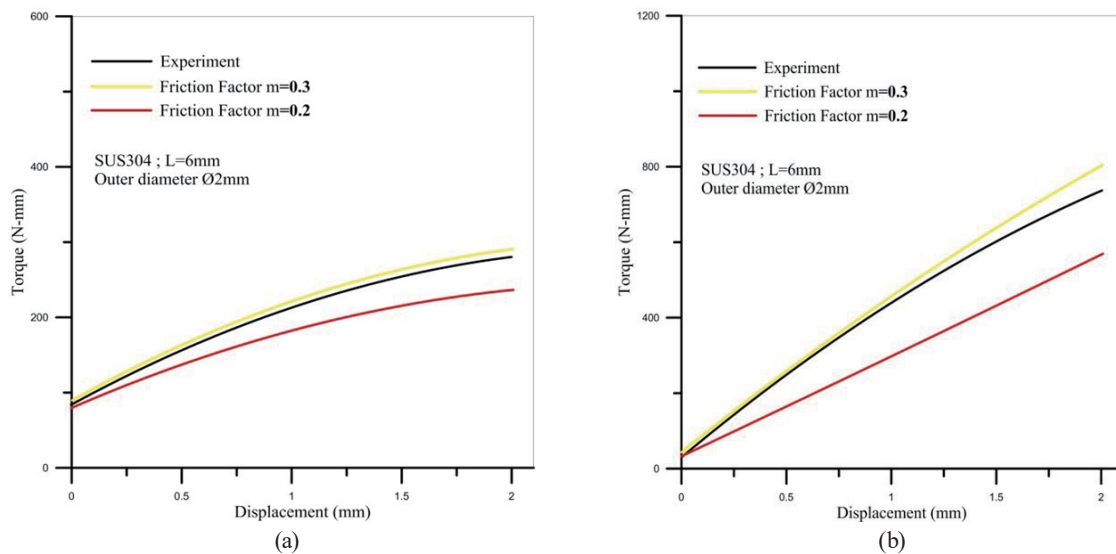 600
Experiment
Friction Factor m=0.3
Friction Factor m=0.2
400
SUS304 ; L=6mm
Outer diameter Ø2mm
Torque (N-mm)
200
0
0 0.5 1 1.5 2
Displacement (mm)
(a)
1200
Experiment
Friction Factor m=0.3
Friction Factor m=0.2
800
SUS304 ; L=6mm
Outer diameter Ø2mm
Torque (N-mm)
400
0
0 0.5 1 1.5 2
Displacement (mm)
(b)